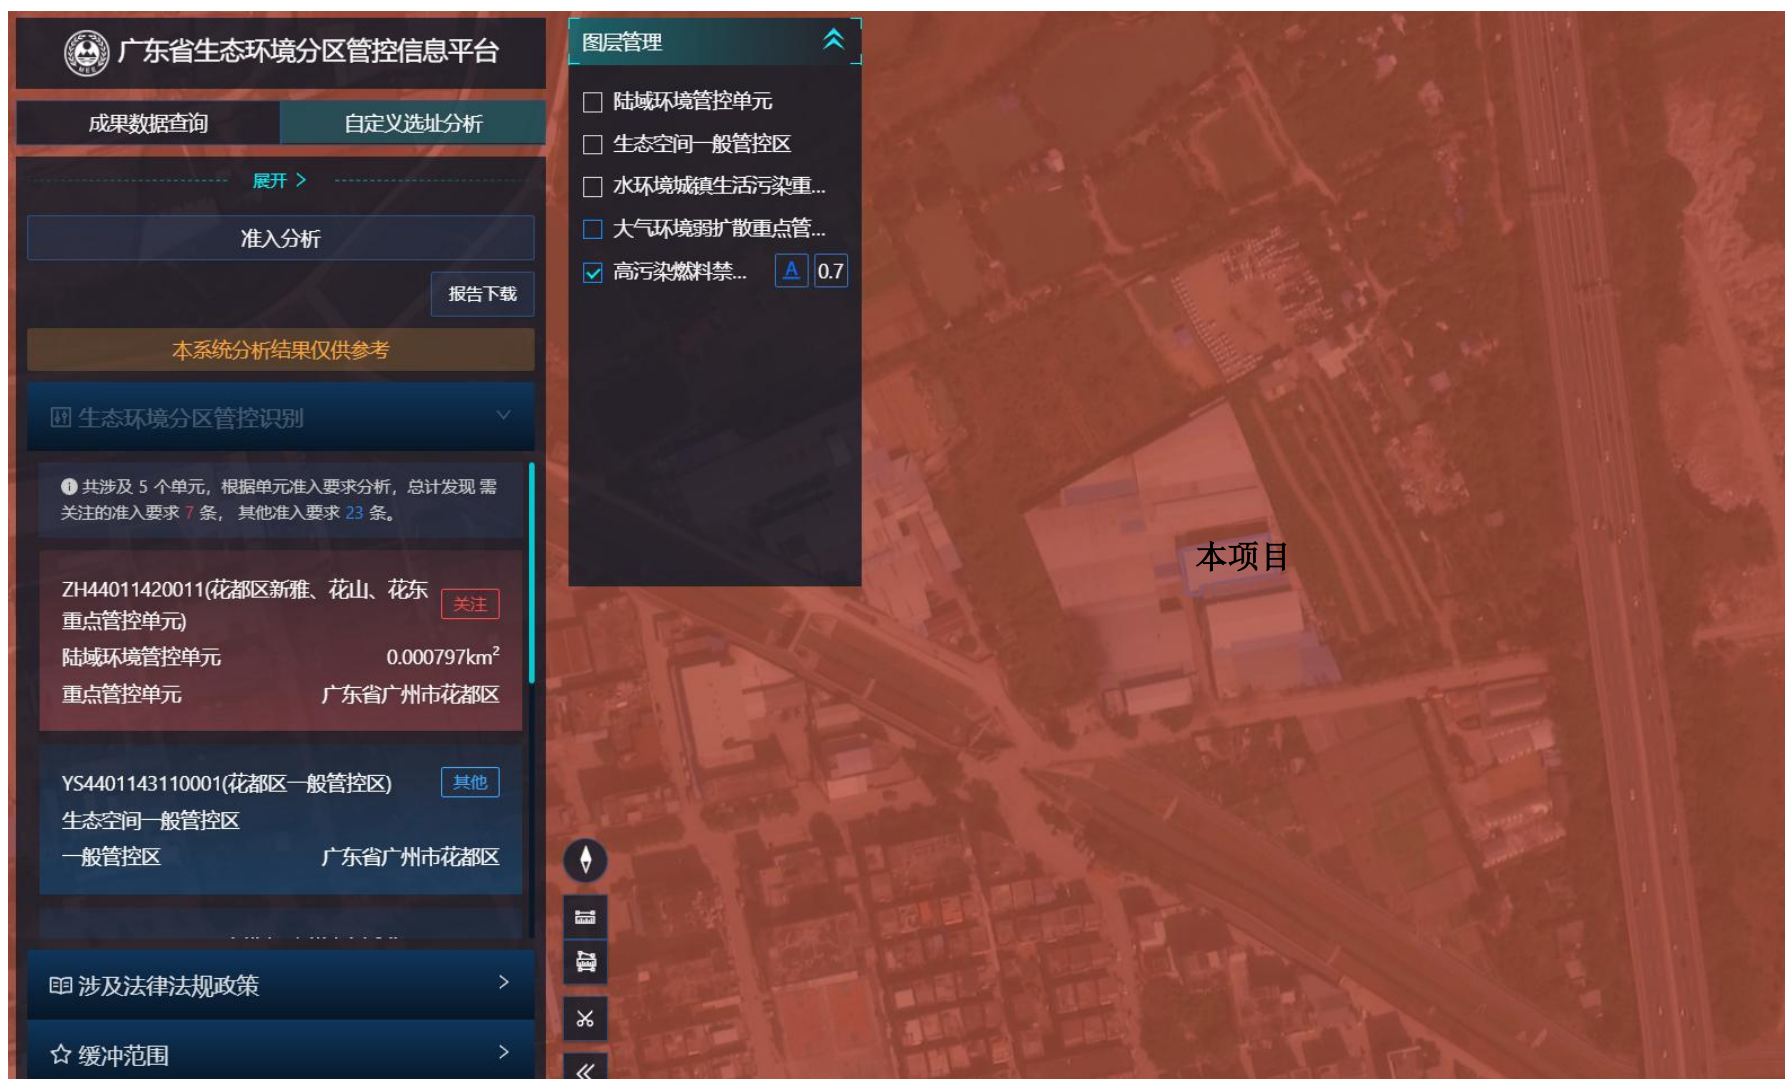 广东省生态环境分区管控信息平台
成果数据查询
自定义选址分析
展开 >
准入分析
报告下载
本系统分析结果仅供参考
生态环境分区管控识别
共涉及 5 个单元，根据单元准入要求分析，总计发现 需
关注的准入要求 7 条， 其他准入要求 23 条。
ZH44011420011(花都区新雅、花山、花东
重点管控单元)
关注
陆域环境管控单元 0.000797km²
重点管控单元 广东省广州市花都区
YS4401143110001(花都区一般管控区) 其他
生态空间一般管控区
一般管控区 广东省广州市花都区
涉及法律法规政策 >
缓冲范围 >
图层管理
陆域环境管控单元
生态空间一般管控区
水环境城镇生活污染重...
大气环境弱扩散重点管...
高污染燃料禁... A 0.7
本项目